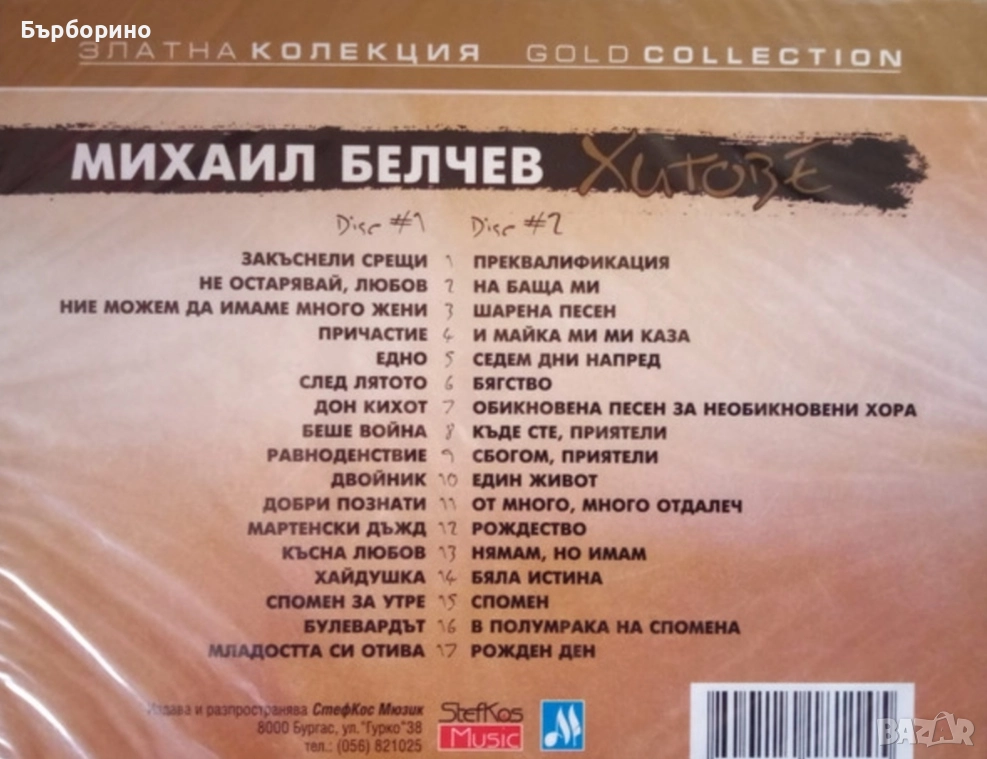 Бърборино
ЗЛАТНА КОЛЕКЦИЯ GOLD COLLECTION
МИХАИЛ БЕЛЧЕВ Хитове
Disc #1 Disc #2
ЗАКЪСНЕЛИ СРЕЩИ 1 ПРЕКВАЛИФИКАЦИЯ
НЕ ОСТАРЯВАЙ, ЛЮБОВ 2 НА БАЩА МИ
НИЕ МОЖЕМ ДА ИМАМЕ МНОГО ЖЕНИ 3 ШАРЕНА ПЕСЕН
ПРИЧАСТИЕ 4 И МАЙКА МИ МИ КАЗА
ЕДНО 5 СЕДЕМ ДНИ НАПРЕД
СЛЕД ЛЯТОТО 6 БЯГСТВО
ДОН КИХОТ 7 ОБИКНОВЕНА ПЕСЕН ЗА НЕОБИКНОВЕНИ ХОРА
БЕШЕ ВОЙНА 8 КЪДЕ СТЕ, ПРИЯТЕЛИ
РАВНОДЕНСТВИЕ 9 СБОГОМ, ПРИЯТЕЛИ
ДВОЙНИК 10 ЕДИН ЖИВОТ
ДОБРИ ПОЗНАТИ 11 ОТ МНОГО, МНОГО ОТДАЛЕЧ
МАРТЕНСКИ ДЪЖД 12 РОЖДЕСТВО
КЪСНА ЛЮБОВ 13 НЯМАМ, НО ИМАМ
ХАЙДУШКА 14 БЯЛА ИСТИНА
СПОМЕН ЗА УТРЕ 15 СПОМЕН
БУЛЕВАРДЪТ 16 В ПОЛУМРАКА НА СПОМЕНА
МЛАДОСТТА СИ ОТИВА 17 РОЖДЕН ДЕН
Издава и разпространява СтефКос Мюзик
8000 Бургас, ул."Гурко"38
тел.: (056) 821025
StefKos
Music
BAZAR